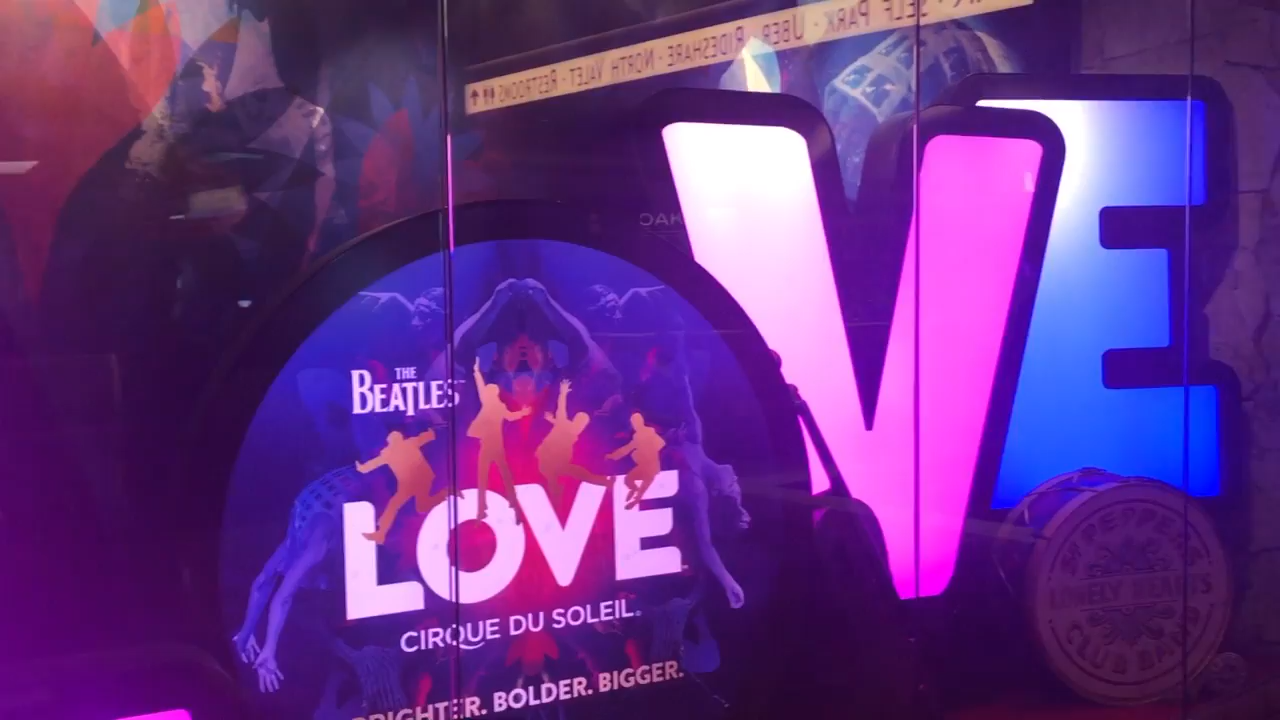 SELF PARK · UBER · RIDESHARE · NORTH VALET · RESTROOMS
VE
THE
BEATLES
LOVE
CIRQUE DU SOLEIL.
BRIGHTER. BOLDER. BIGGER.
SGT PEPPER'S
LONELY HEARTS
CLUB BAND